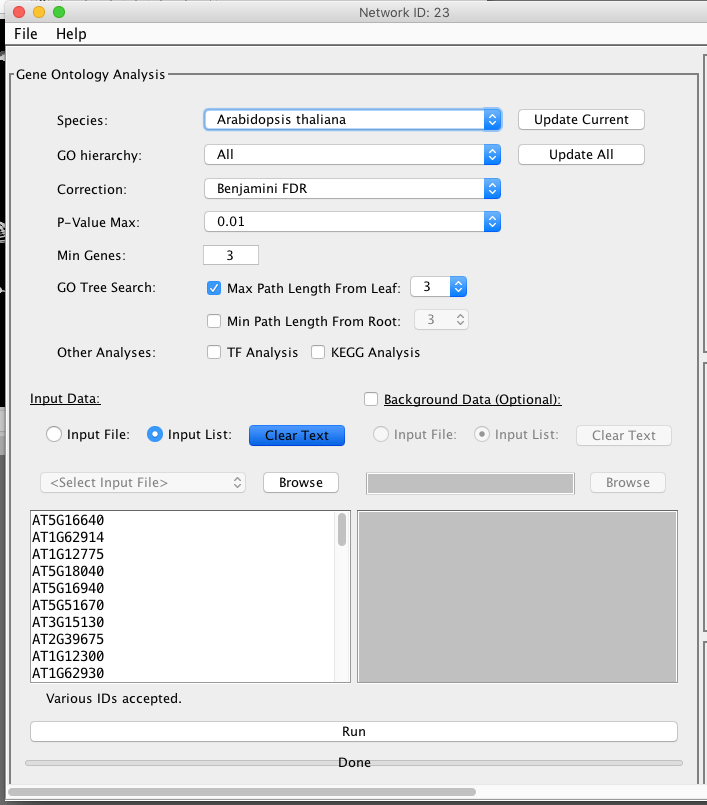 Network ID: 23
File Help
Gene Ontology Analysis
Species: Arabidopsis thaliana Update Current
GO hierarchy: All Update All
Correction: Benjamini FDR
P-Value Max: 0.01
Min Genes: 3
GO Tree Search: Max Path Length From Leaf: 3
Min Path Length From Root: 3
Other Analyses: TF Analysis KEGG Analysis
Input Data: Background Data (Optional):
Input File: Input List: Clear Text Input File: Input List: Clear Text
<Select Input File> Browse Browse
AT5G16640
AT1G62914
AT1G12775
AT5G18040
AT5G16940
AT5G51670
AT3G15130
AT2G39675
AT1G12300
AT1G62930
Various IDs accepted.
Run
Done